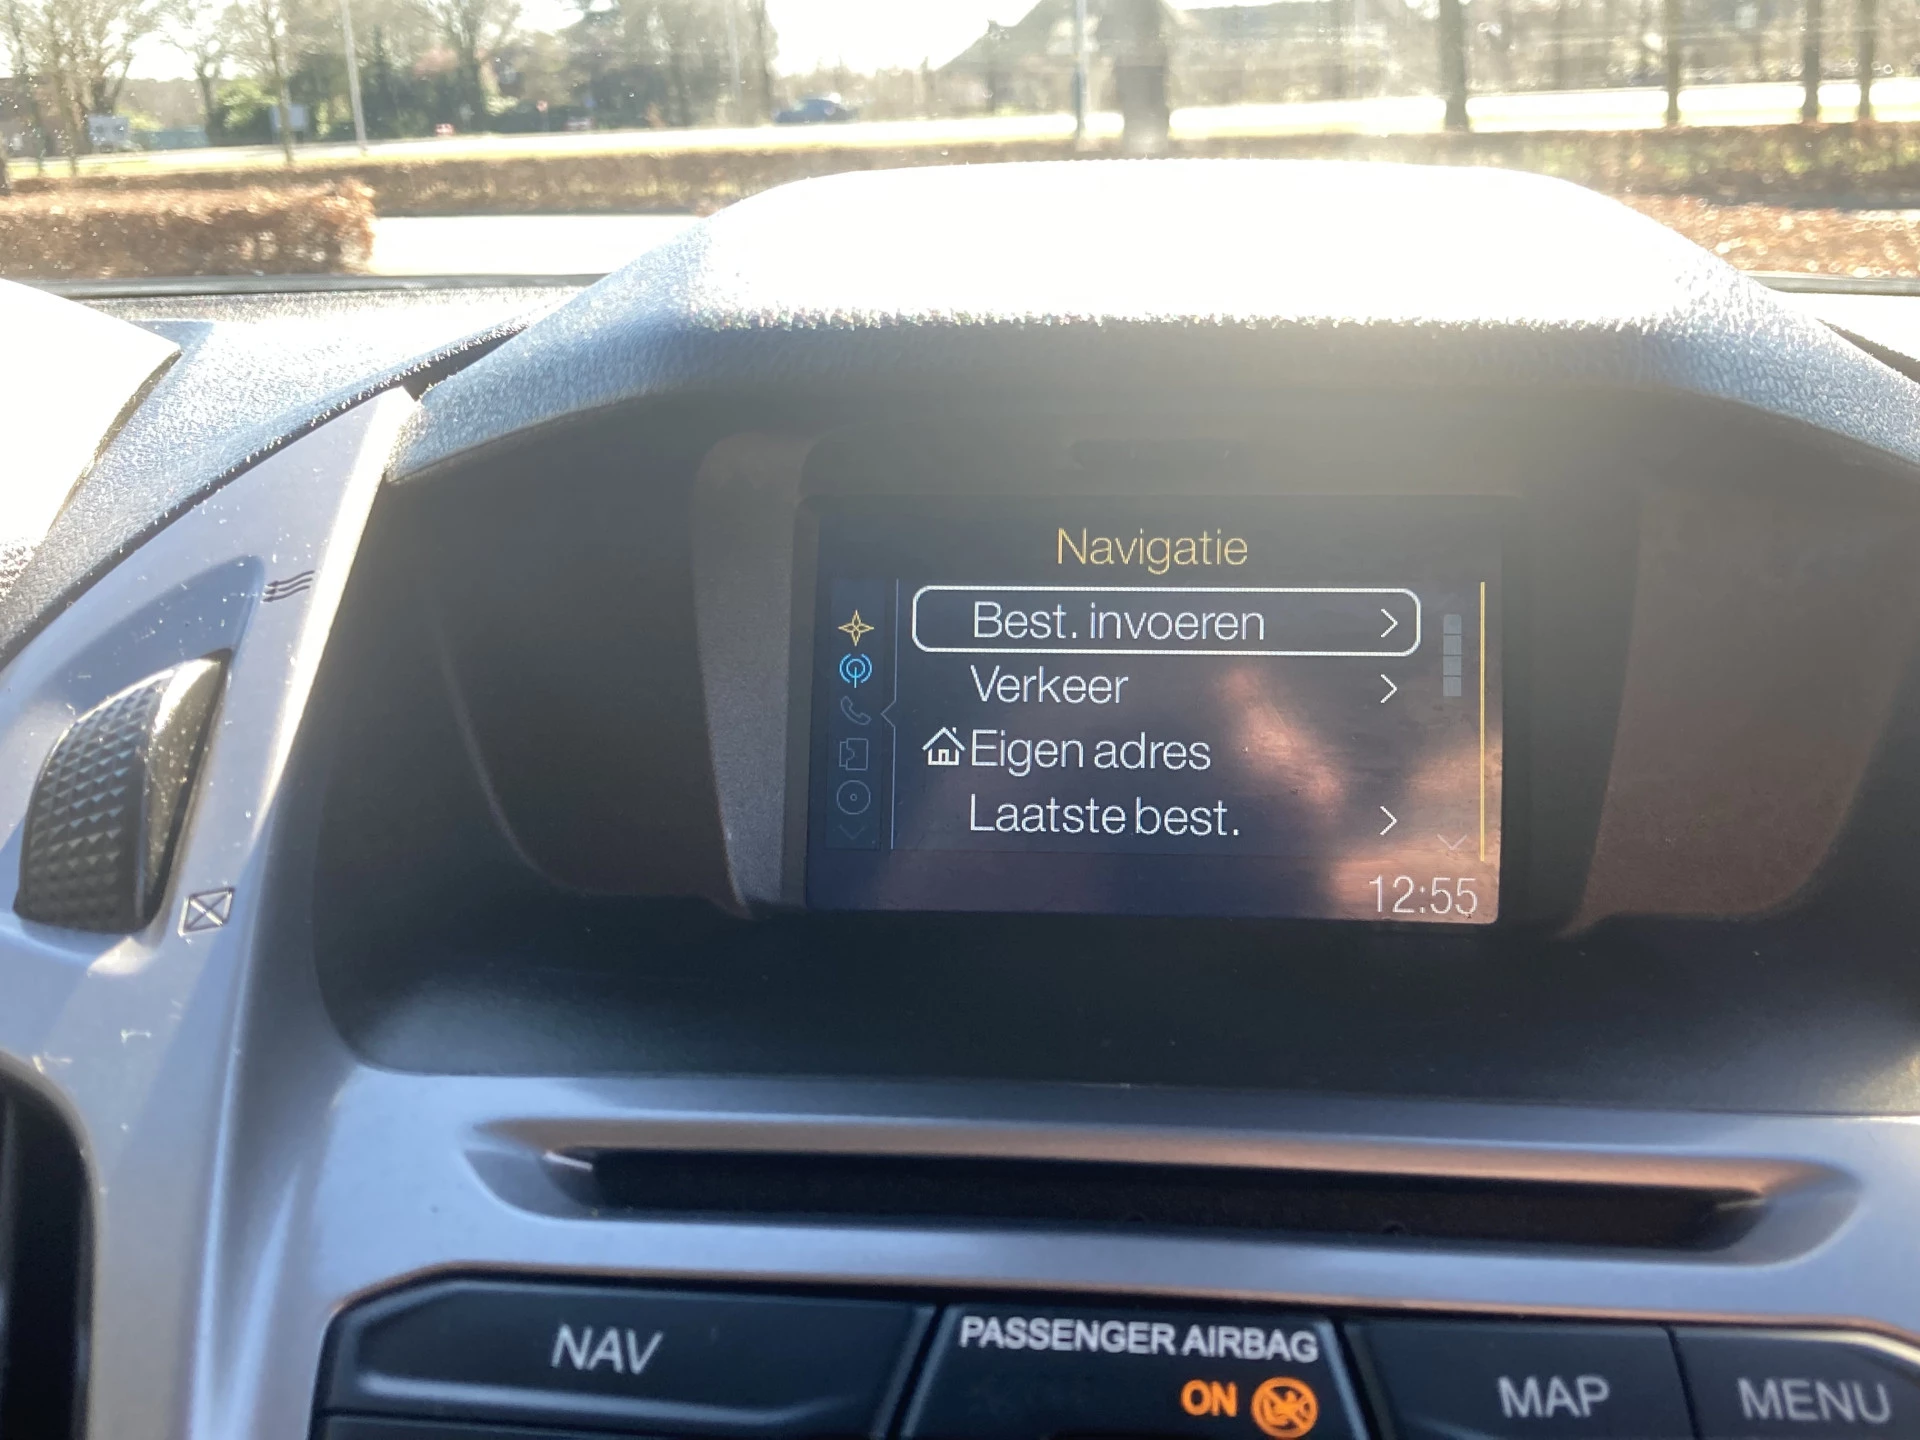 Navigatie
Best. invoeren
Verkeer
Eigen adres
Laatste best.
12:55
NAV
PASSENGER AIRBAG
ON
MAP
MENU